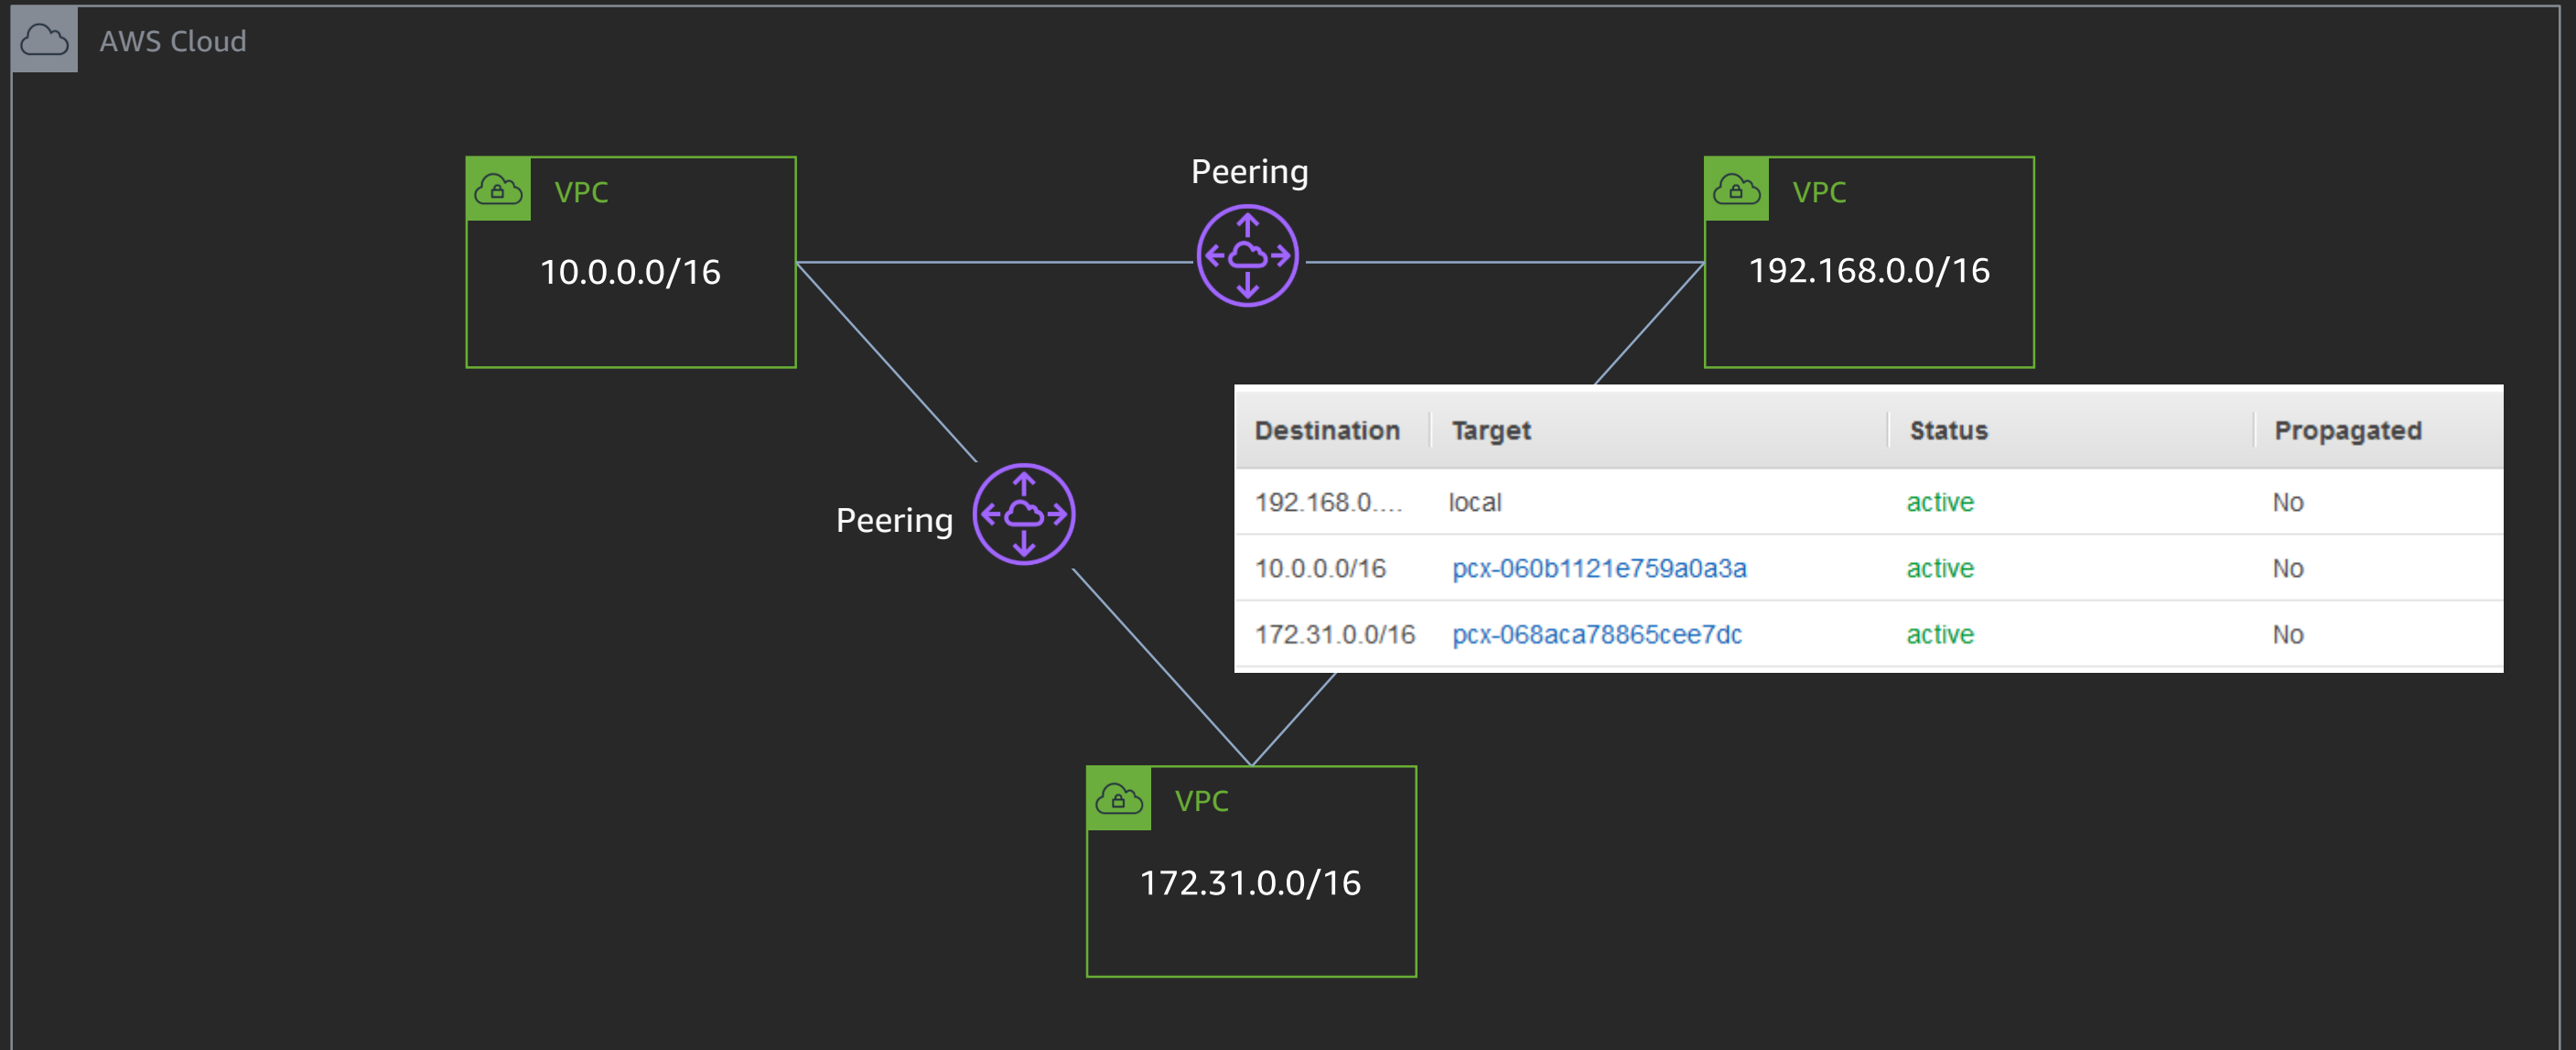 AWS Cloud
VPC
10.0.0.0/16
Peering
VPC
192.168.0.0/16
Peering
Destination Target Status Propagated
192.168.0.... local active No
10.0.0.0/16 pcx-060b1121e759a0a3a active No
172.31.0.0/16 pcx-068aca78865cee7dc active No
VPC
172.31.0.0/16